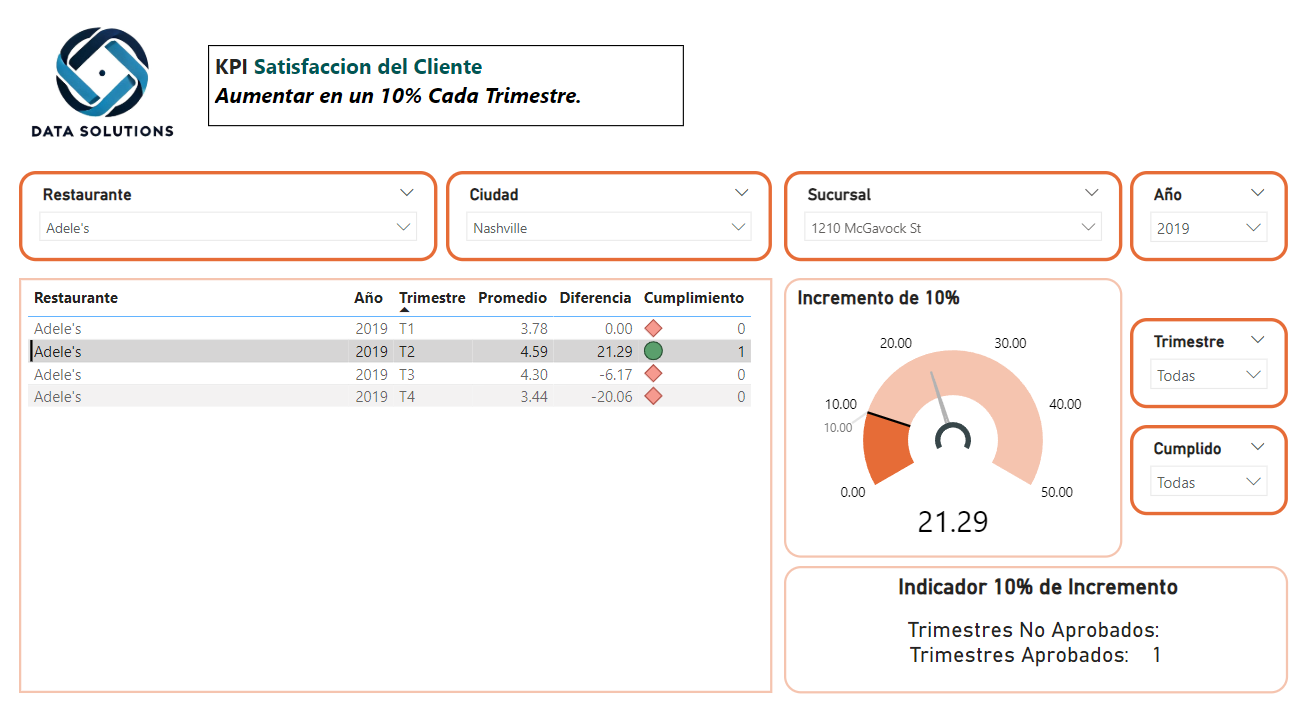 DATA SOLUTIONS
KPI Satisfaccion del Cliente
Aumentar en un 10% Cada Trimestre.
Restaurante
Adele's
Ciudad
Nashville
Sucursal
1210 McGavock St
Año
2019
Restaurante Año Trimestre Promedio Diferencia Cumplimiento
Adele's 2019 T1 3.78 0.00 0
Adele's 2019 T2 4.59 21.29 1
Adele's 2019 T3 4.30 -6.17 0
Adele's 2019 T4 3.44 -20.06 0
Incremento de 10%
20.00 30.00
10.00 40.00
10.00
0.00 50.00
21.29
Trimestre
Todas
Cumplido
Todas
Indicador 10% de Incremento
Trimestres No Aprobados:
Trimestres Aprobados: 1